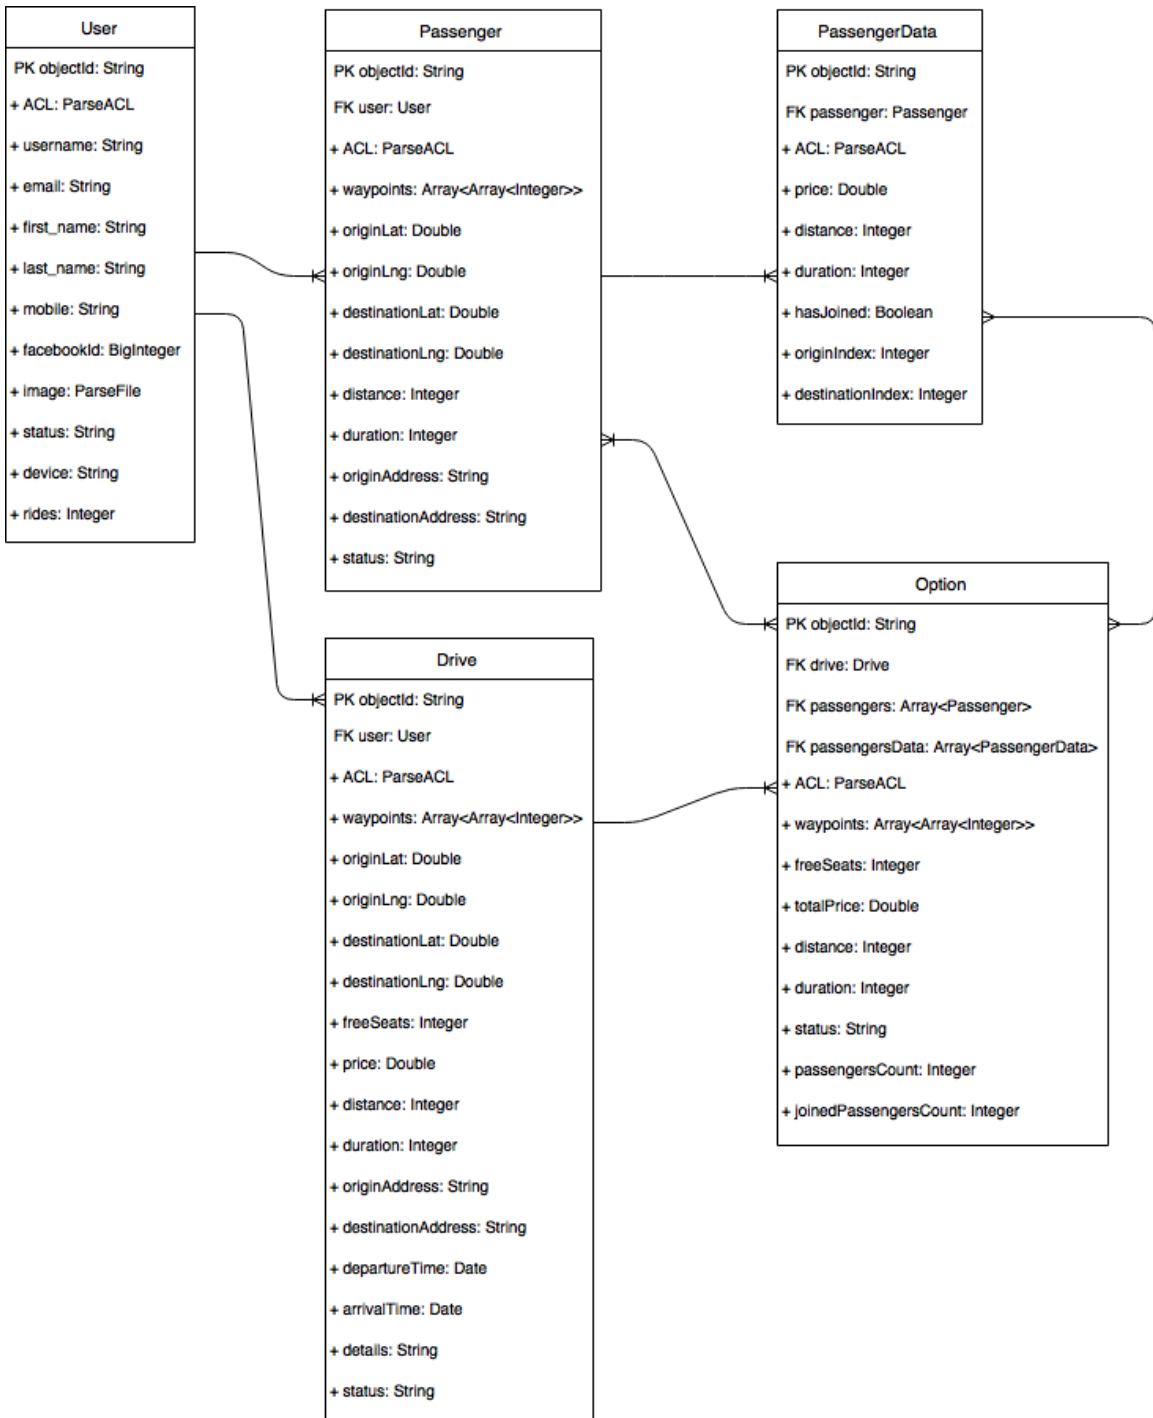 User
PK objectId: String
+ ACL: ParseACL
+ username: String
+ email: String
+ first_name: String
+ last_name: String
+ mobile: String
+ facebookId: BigInteger
+ image: ParseFile
+ status: String
+ device: String
+ rides: Integer
Passenger
PK objectId: String
FK user: User
+ ACL: ParseACL
+ waypoints: Array<Array<Integer>>
+ originLat: Double
+ originLng: Double
+ destinationLat: Double
+ destinationLng: Double
+ distance: Integer
+ duration: Integer
+ originAddress: String
+ destinationAddress: String
+ status: String
PassengerData
PK objectId: String
FK passenger: Passenger
+ ACL: ParseACL
+ price: Double
+ distance: Integer
+ duration: Integer
+ hasJoined: Boolean
+ originIndex: Integer
+ destinationIndex: Integer
Drive
PK objectId: String
FK user: User
+ ACL: ParseACL
+ waypoints: Array<Array<Integer>>
+ originLat: Double
+ originLng: Double
+ destinationLat: Double
+ destinationLng: Double
+ freeSeats: Integer
+ price: Double
+ distance: Integer
+ duration: Integer
+ originAddress: String
+ destinationAddress: String
+ departureTime: Date
+ arrivalTime: Date
+ details: String
+ status: String
Option
PK objectId: String
FK drive: Drive
FK passengers: Array<Passenger>
FK passengersData: Array<PassengerData>
+ ACL: ParseACL
+ waypoints: Array<Array<Integer>>
+ freeSeats: Integer
+ totalPrice: Double
+ distance: Integer
+ duration: Integer
+ status: String
+ passengersCount: Integer
+ joinedPassengersCount: Integer